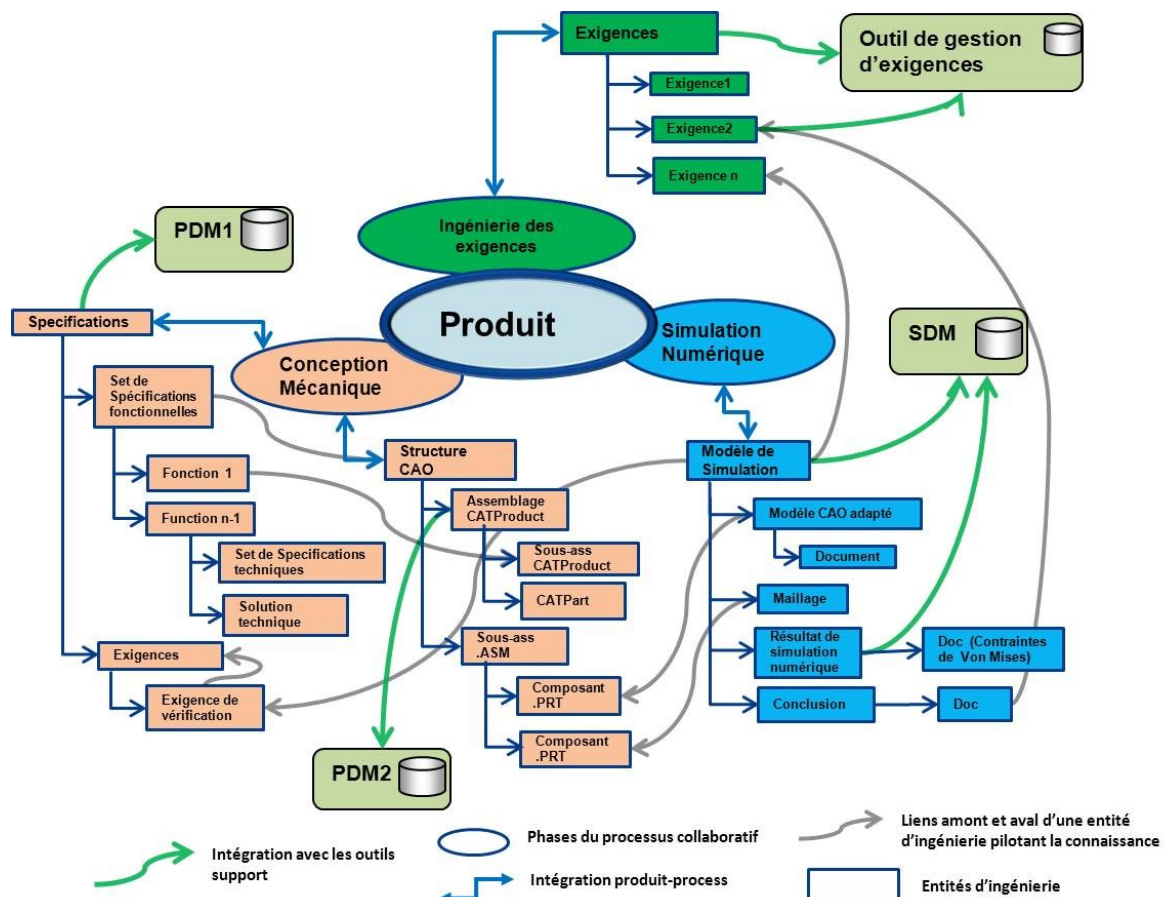 Exigences
Outil de gestion
d’exigences
Exigence1
Exigence2
Exigence n
Ingénierie des
exigences
PDM1
Specifications
Produit
Simulation
Numérique
SDM
Conception
Mécanique
Set de
Spécifications
fonctionnelles
Structure
CAO
Modèle de
Simulation
Fonction 1
Assemblage
CATProduct
Modèle CAO adapté
Function n-1
Sous-ass
CATProduct
Document
Set de Specifications
techniques
CATPart
Maillage
Solution
technique
Sous-ass
.ASM
Résultat de
simulation
numérique
Doc (Contraintes
de Von Mises)
Exigences
Exigence de
vérification
Composant
.PRT
Conclusion
Doc
Composant
.PRT
PDM2
Intégration avec les outils
support
Phases du processus collaboratif
Intégration produit-process
Liens amont et aval d’une entité
d’ingénierie pilotant la connaissance
Entités d’ingénierie